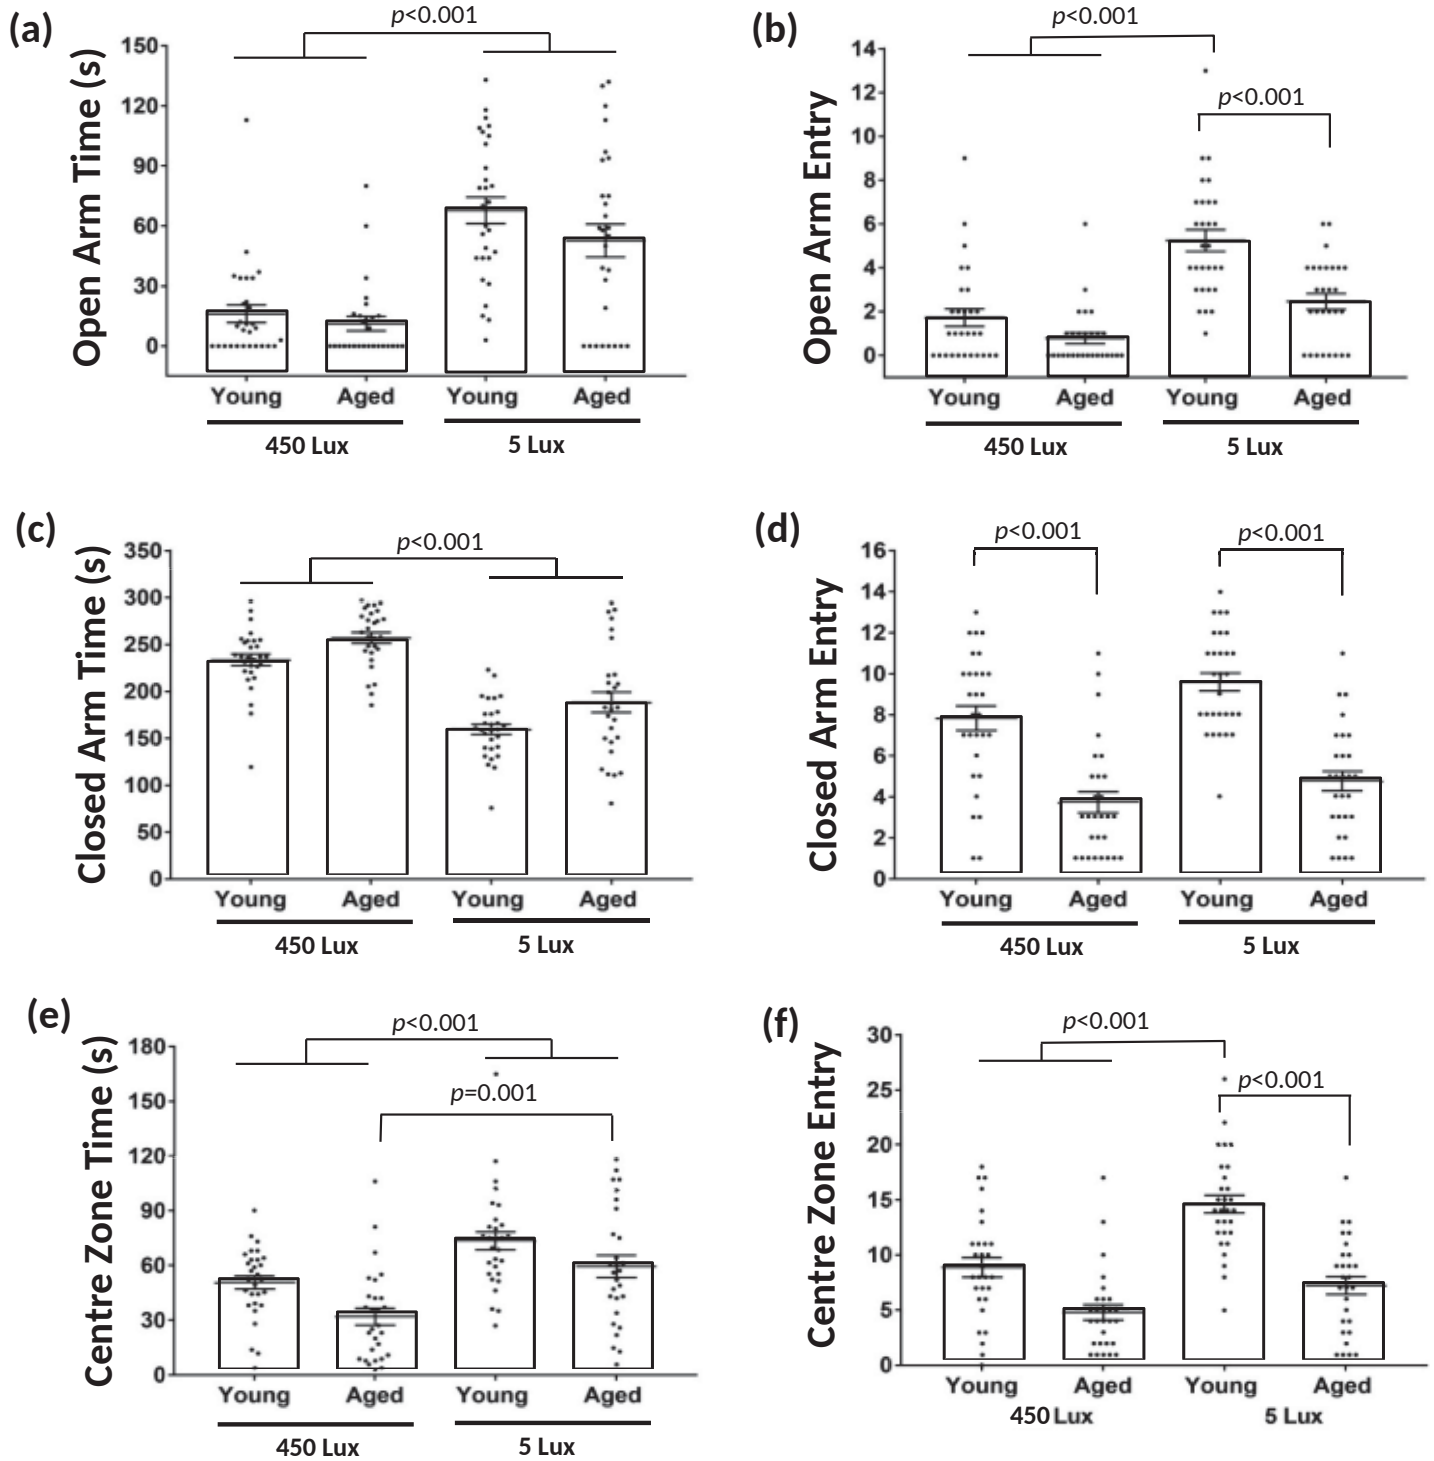 (a)
p<0.001
Open Arm Time (s)
150
120
90
60
30
0
Young Aged Young Aged
450 Lux 5 Lux
(b)
p<0.001
p<0.001
Open Arm Entry
14
12
10
8
6
4
2
0
Young Aged Young Aged
450 Lux 5 Lux
(c)
p<0.001
Closed Arm Time (s)
350
300
250
200
150
100
50
0
Young Aged Young Aged
450 Lux 5 Lux
(d)
p<0.001 p<0.001
Closed Arm Entry
16
14
12
10
8
6
4
2
0
Young Aged Young Aged
450 Lux 5 Lux
(e)
p<0.001
p=0.001
Centre Zone Time (s)
180
150
120
90
60
30
0
Young Aged Young Aged
450 Lux 5 Lux
(f)
p<0.001
p<0.001
Centre Zone Entry
30
25
20
15
10
5
0
Young Aged Young Aged
450 Lux 5 Lux